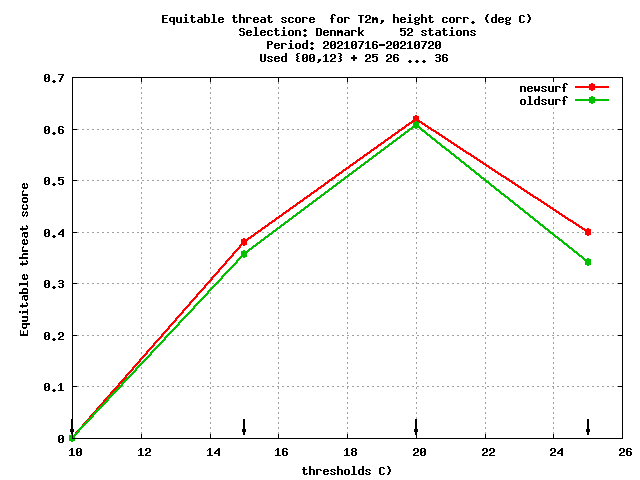 Equitable threat score  for T2m, height corr. (deg C)
Selection: Denmark     52 stations
Period: 20210716-20210720
Used {00,12} + 25 26 ... 36
newsurf
oldsurf
Equitable threat score
0.7
0.6
0.5
0.4
0.3
0.2
0.1
0
10 12 14 16 18 20 22 24 26
thresholds C)